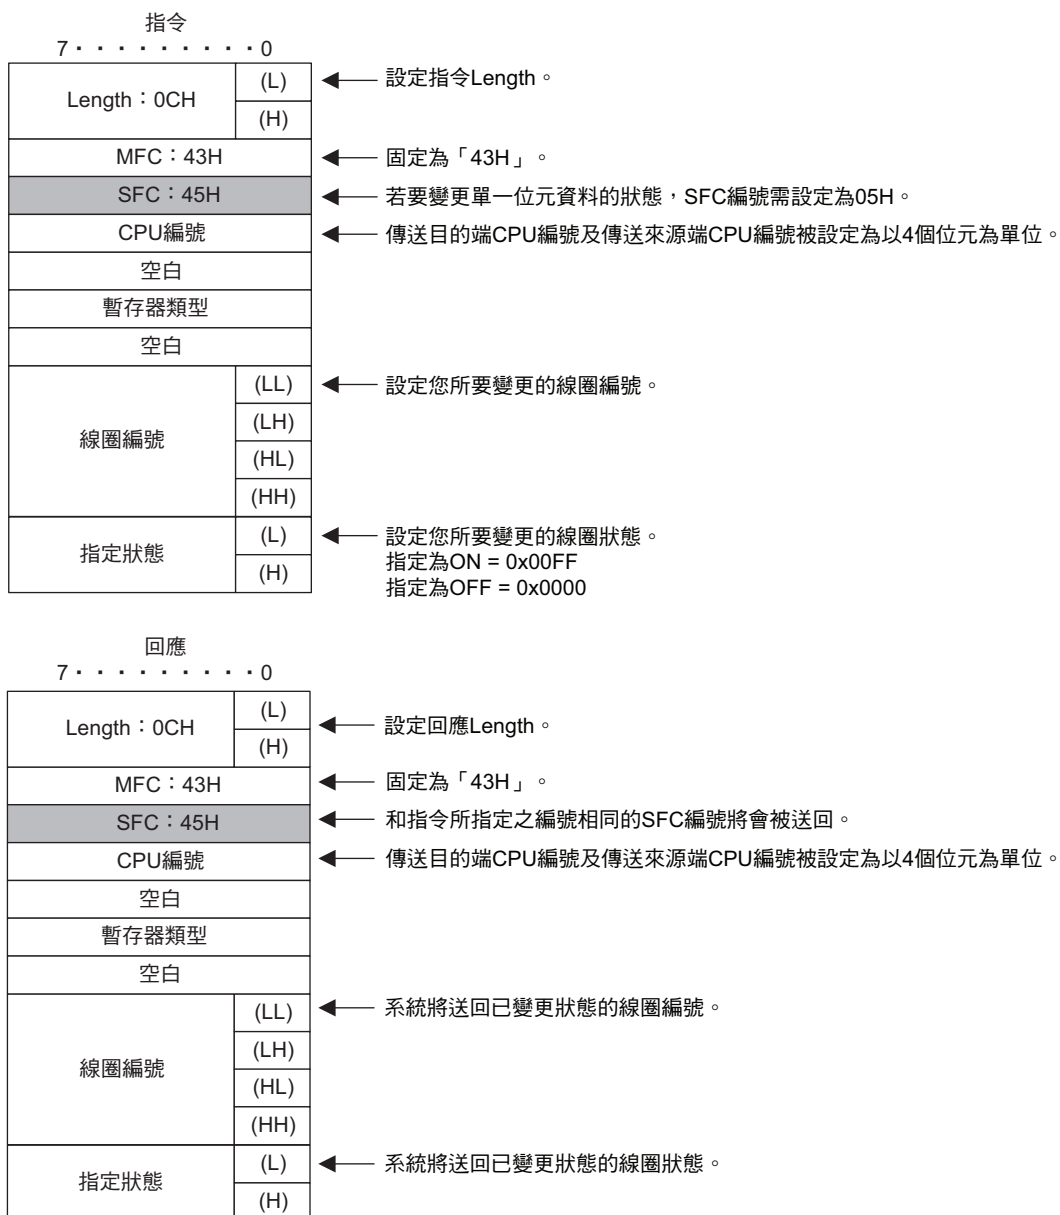 指令
7・・・・・・・・・0
Length：0CH
(L)
設定指令Length。
(H)
MFC：43H
固定為「43H」。
SFC：45H
若要變更單一位元資料的狀態，SFC編號需設定為05H。
CPU編號
傳送目的端CPU編號及傳送來源端CPU編號被設定為以4個位元為單位。
空白
暫存器類型
空白
線圈編號
(LL)
設定您所要變更的線圈編號。
(LH)
(HL)
(HH)
指定狀態
(L)
設定您所要變更的線圈狀態。
指定為ON = 0x00FF
(H)
指定為OFF = 0x0000
回應
7・・・・・・・・・0
Length：0CH
(L)
設定回應Length。
(H)
MFC：43H
固定為「43H」。
SFC：45H
和指令所指定之編號相同的SFC編號將會被送回。
CPU編號
傳送目的端CPU編號及傳送來源端CPU編號被設定為以4個位元為單位。
空白
暫存器類型
空白
線圈編號
(LL)
系統將送回已變更狀態的線圈編號。
(LH)
(HL)
(HH)
指定狀態
(L)
系統將送回已變更狀態的線圈狀態。
(H)